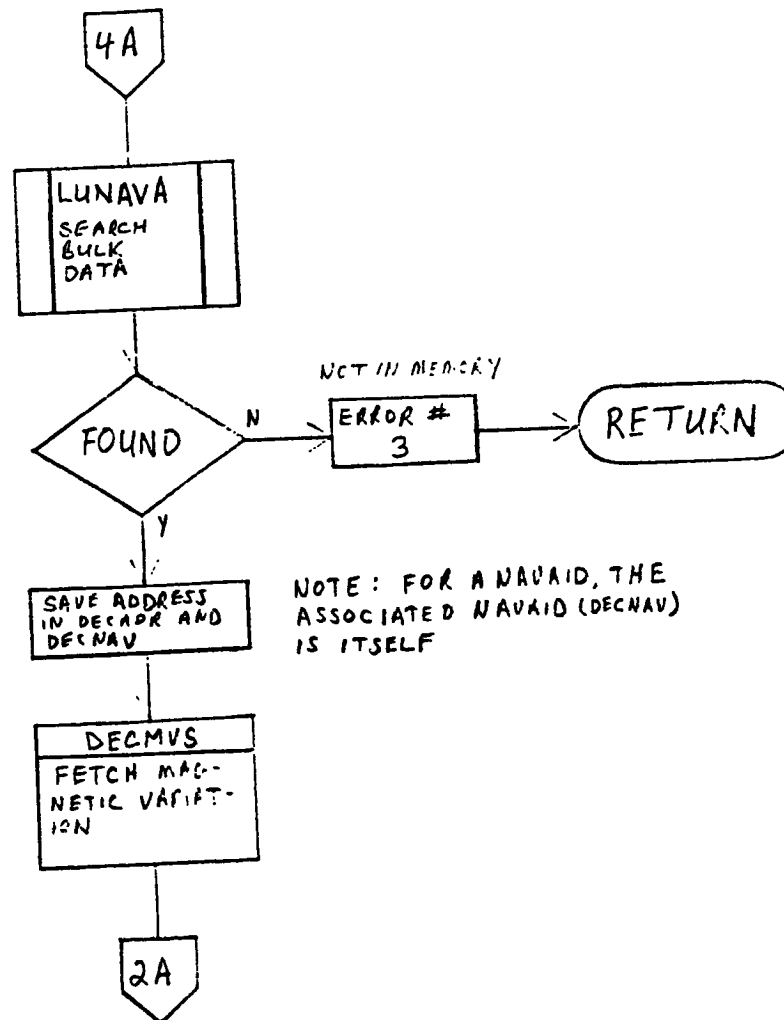 4A
LUNAVA
SEARCH
BULK
DATA
NOT IN MEMORY
FOUND
N
ERROR #
3
RETURN
Y
SAVE ADDRESS
IN DECADR AND
DECNAV
NOTE: FOR A NAVAID, THE
ASSOCIATED NAVAID (DECNAV)
IS ITSELF
DECMVS
FETCH MAG-
NETIC VARIAT-
ION
2A